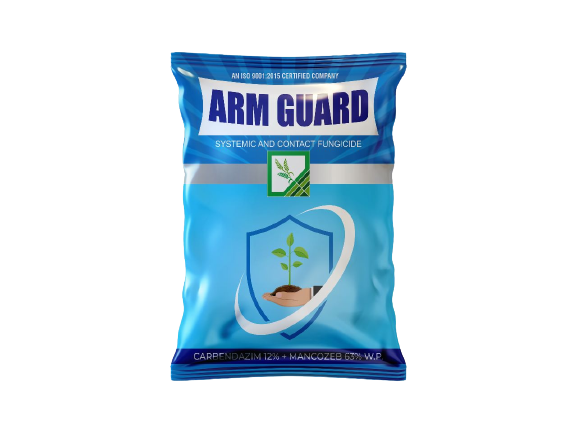 AN ISO 9001:2015 CERTIFIED COMPANY
ARM GUARD
SYSTEMIC AND CONTACT FUNGICIDE
CARBENDAZIM 12% + MANCOZEB 63% W.P.